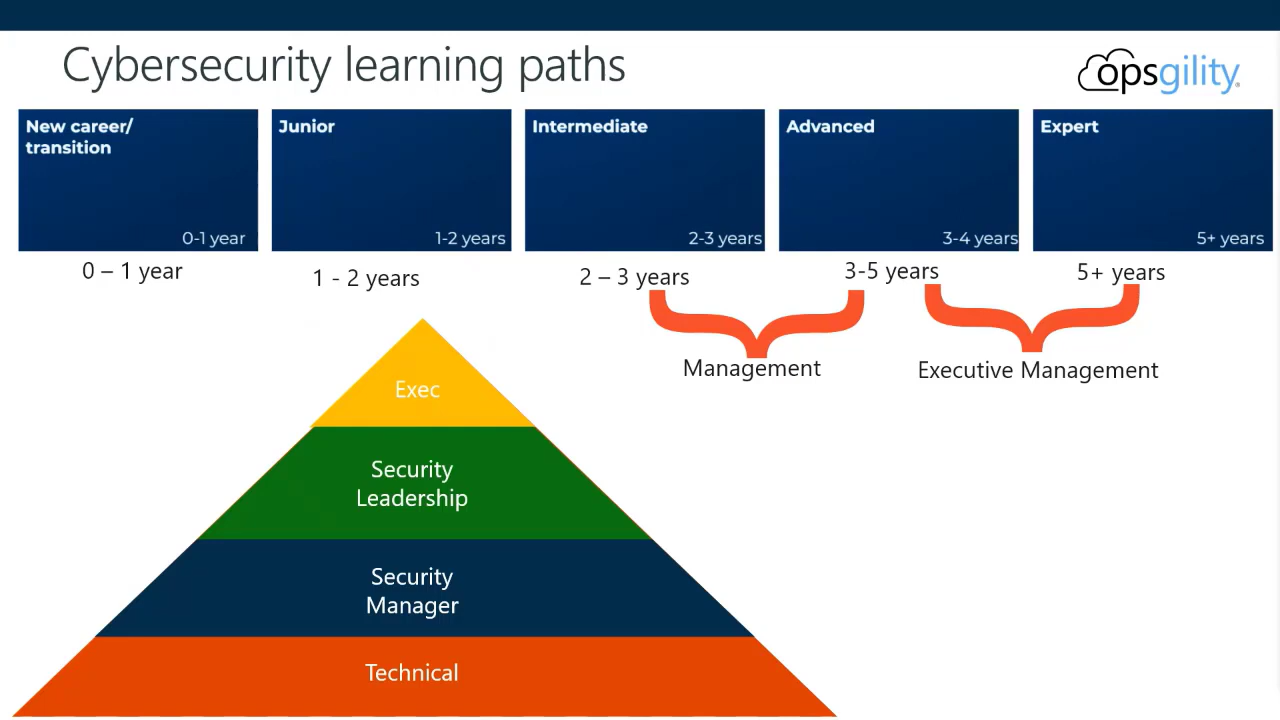 Cybersecurity learning paths
opsgility
New career/
transition
0-1 year
Junior
1-2 years
Intermediate
2-3 years
Advanced
3-4 years
Expert
5+ years
0 – 1 year
1 - 2 years
2 – 3 years
3-5 years
5+ years
Management
Executive Management
Exec
Security
Leadership
Security
Manager
Technical